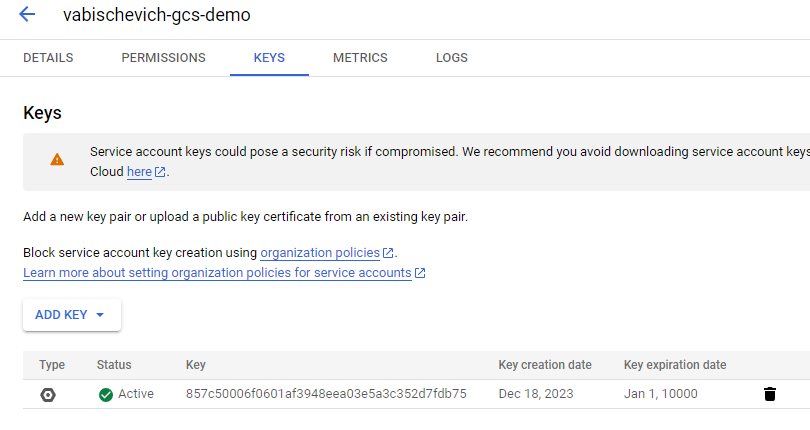 vabischevich-gcs-demo
DETAILS PERMISSIONS KEYS METRICS LOGS
Keys
Service account keys could pose a security risk if compromised. We recommend you avoid downloading service account keys
Cloud here.
Add a new key pair or upload a public key certificate from an existing key pair.
Block service account key creation using organization policies.
Learn more about setting organization policies for service accounts
ADD KEY
Type Status Key Key creation date Key expiration date
Active 857c50006f0601af3948eea03e5a3c352d7fdb75 Dec 18, 2023 Jan 1, 10000